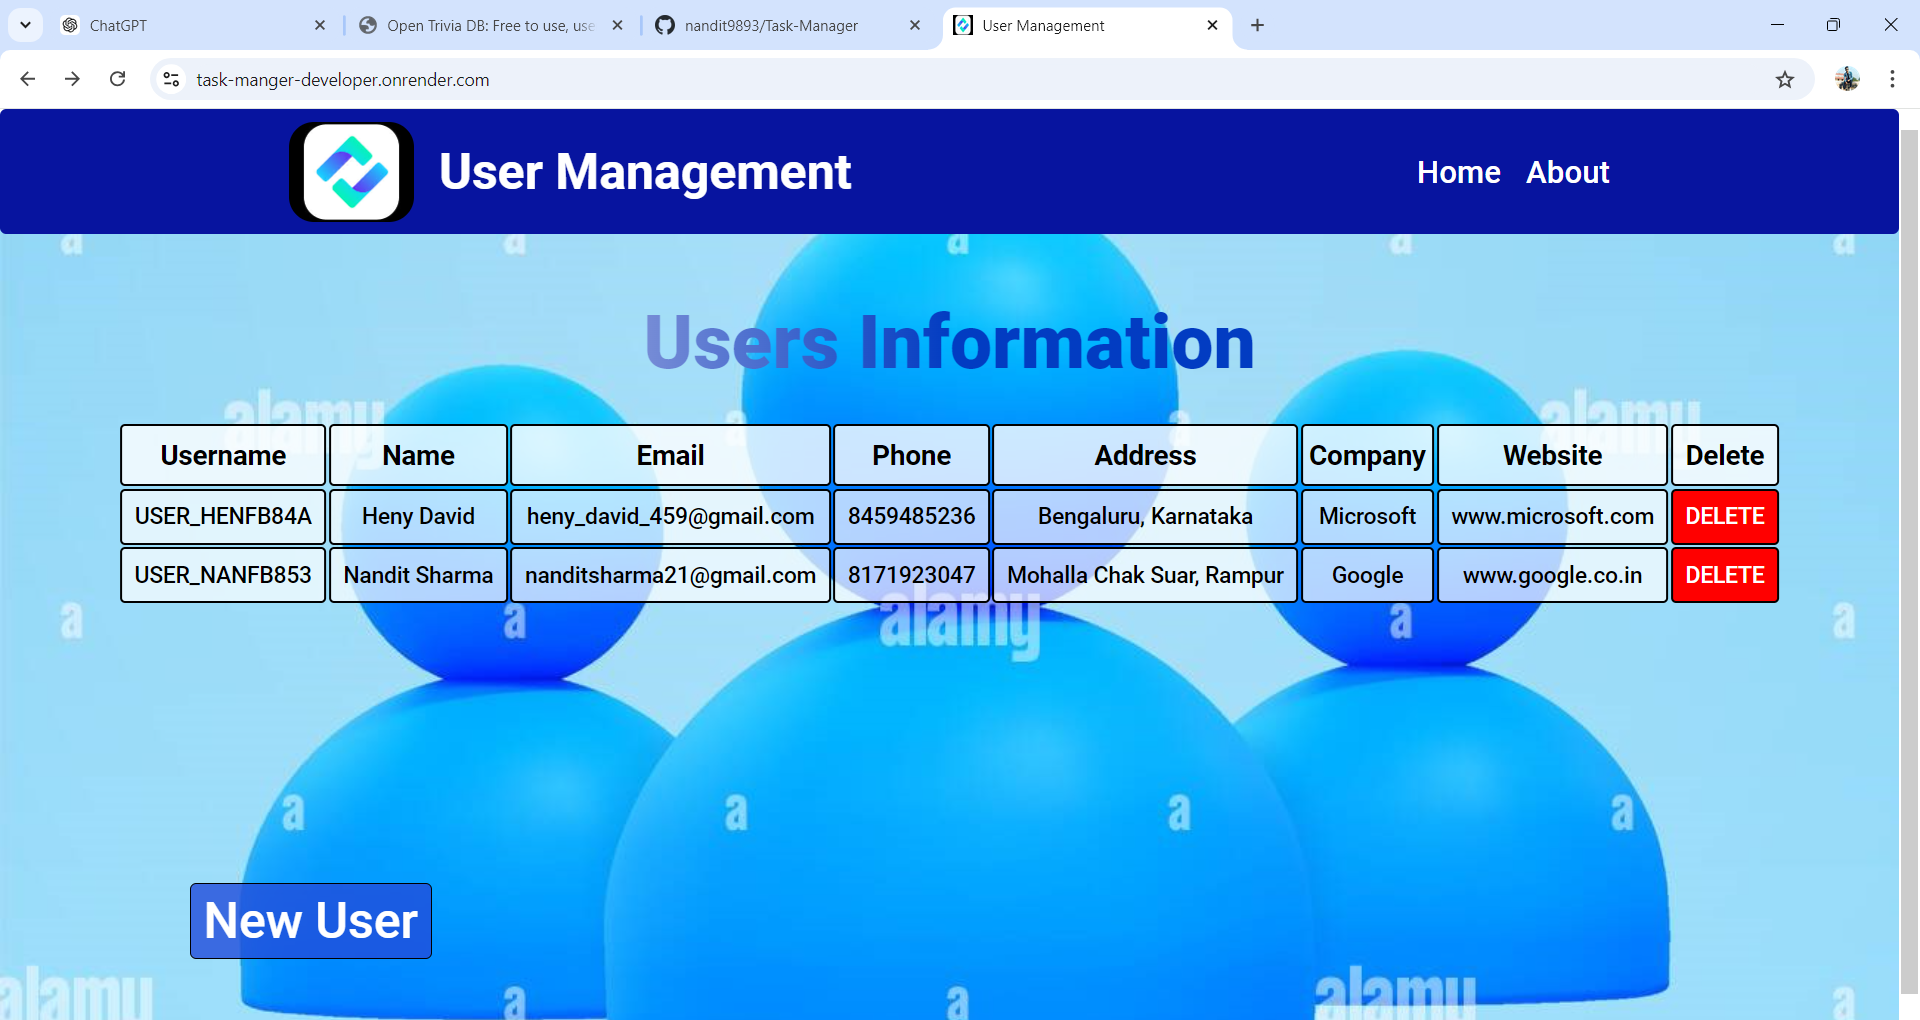 ChatGPT
Open Trivia DB: Free to use, use
nandit9893/Task-Manager
User Management
task-manger-developer.onrender.com
User Management
Home About
a a a a a
Users Information
alamy alamy
a a
Username Name Email Phone Address Company Website Delete
USER_HENFB84A Heny David heny_david_459@gmail.com 8459485236 Bengaluru, Karnataka Microsoft www.microsoft.com DELETE
USER_NANFB853 Nandit Sharma nanditsharma21@gmail.com 8171923047 Mohalla Chak Suar, Rampur Google www.google.co.in DELETE
a a alamy a a
a a a a
New User
alamy a a alamy a